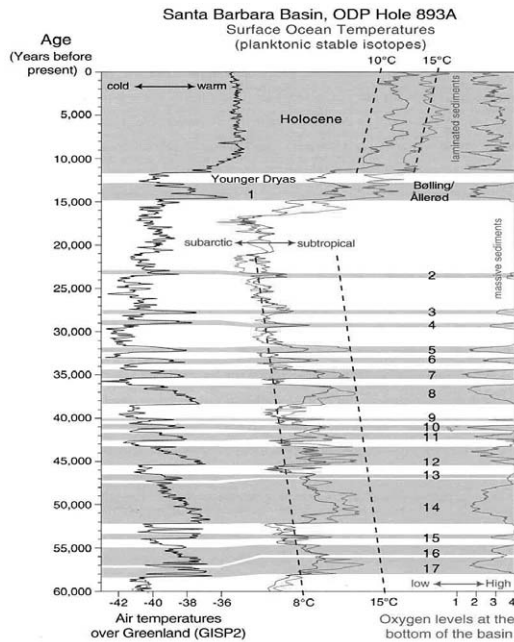 Santa Barbara Basin, ODP Hole 893A
Surface Ocean Temperatures
(planktonic stable isotopes)
Age
(Years before
present)
10°C 15°C
0
cold warm
laminated sediments
5,000
Holocene
10,000
Younger Dryas
1
Bølling/
Ållerød
15,000
massive sediments
20,000
subarctic subtropical
2
25,000
3
4
30,000
5
6
35,000
7
8
40,000
9
10
11
45,000
12
13
50,000
14
15
55,000
16
17
60,000
low High
-42 -40 -38 -36
8°C 15°C
1 2 3 4
Air temperatures
over Greenland (GISP2)
Oxygen levels at the
bottom of the basin